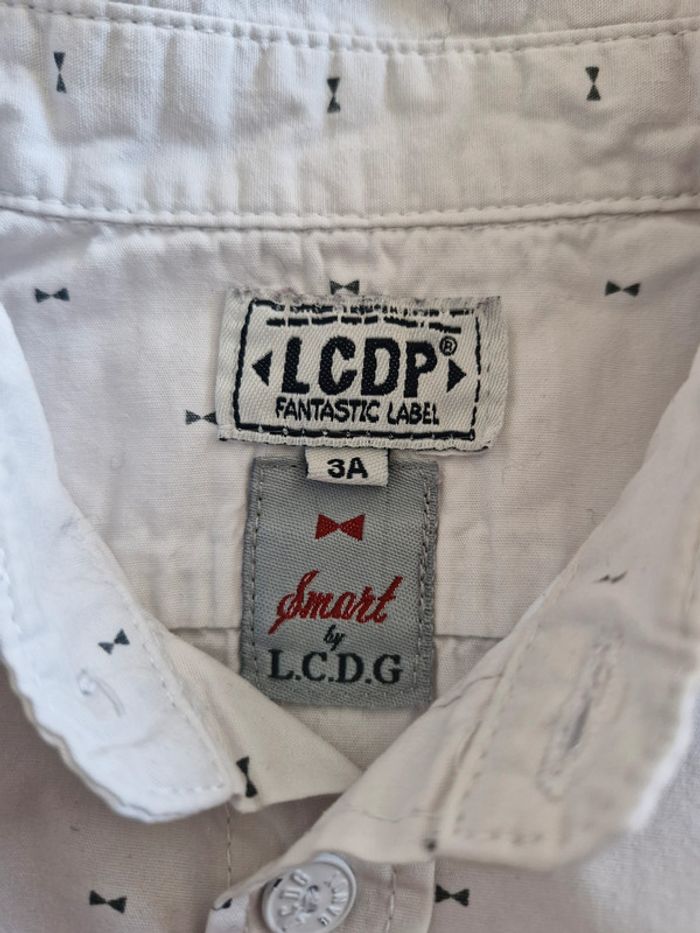 LCDP®
FANTASTIC LABEL
3A
Smart
by
L.C.D.G